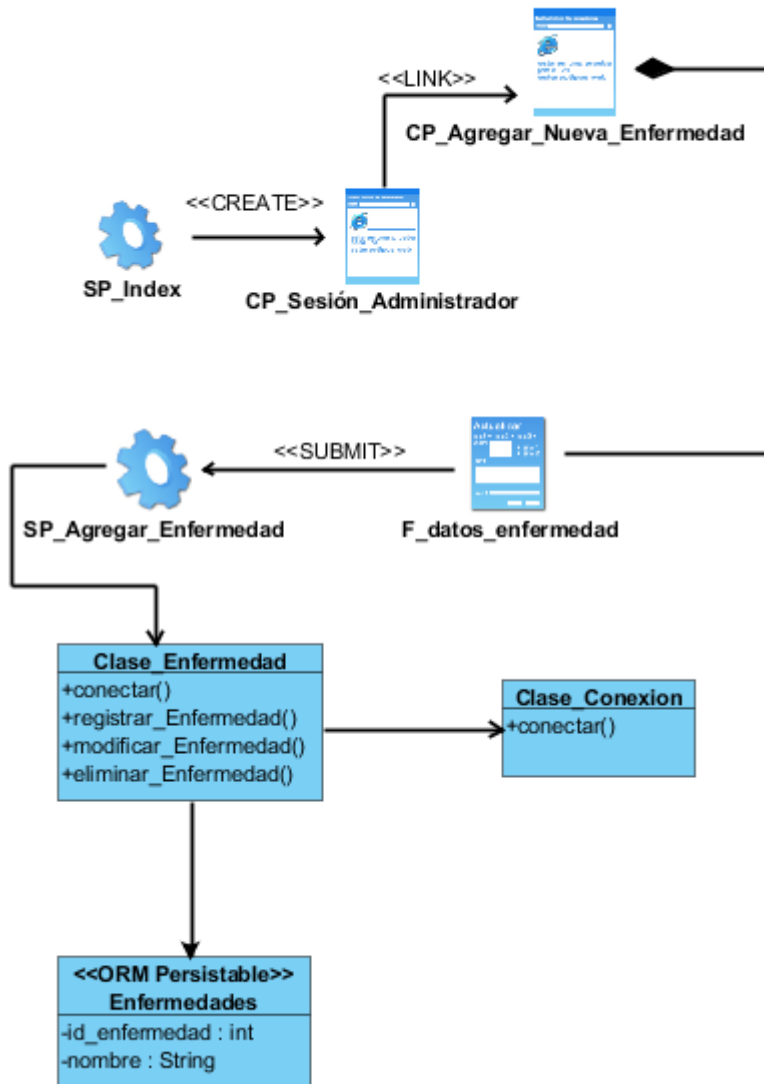 <<LINK>>
CP_Agregar_Nueva_Enfermedad
<<CREATE>>
SP_Index
CP_Sesión_Administrador
<<SUBMIT>>
Actualizar
SP_Agregar_Enfermedad
F_datos_enfermedad
Clase_Enfermedad
+conectar()
+registrar_Enfermedad()
+modificar_Enfermedad()
+eliminar_Enfermedad()
Clase_Conexion
+conectar()
<<ORM Persistable>>
Enfermedades
-id_enfermedad : int
-nombre : String